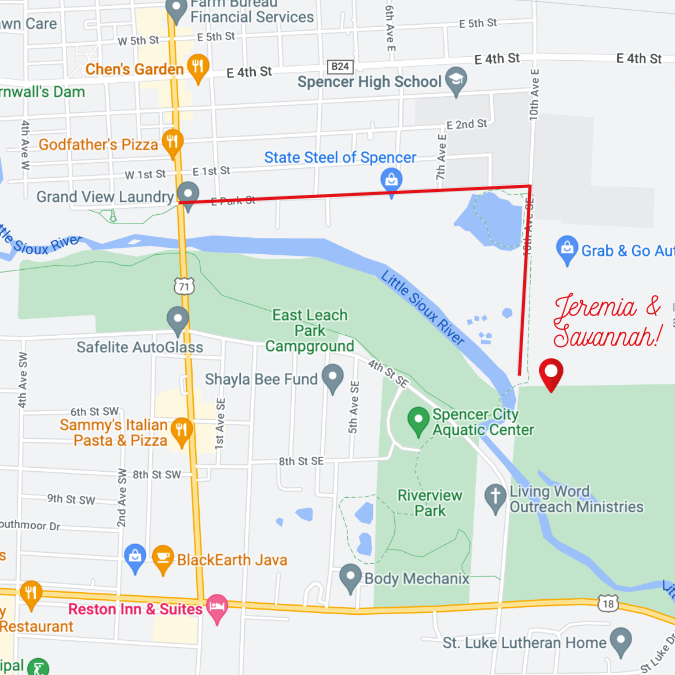 Farm Bureau
Financial Services
awn Care
W 5th St
E 5th St
E 5th St
6th Ave E
Chen's Garden
E 4th St
B24
E 4th St
E 4th St
Spencer High School
10th Ave E
rnwall's Dam
4th Ave W
Godfather's Pizza
E 2nd St
7th Ave E
State Steel of Spencer
W 1st St
E 1st St
Grand View Laundry
E Park St
10th Ave SE
Little Sioux River
Grab & Go Aut
71
Little Sioux River
Jeremia &
Savannah!
East Leach
Park
Campground
Safelite AutoGlass
4th St SE
Shayla Bee Fund
4th Ave SW
1st Ave SE
5th Ave SE
6th St SW
Sammy's Italian
Pasta & Pizza
Spencer City
Aquatic Center
8th St SW
8th St SE
2nd Ave SW
9th St SW
Riverview
Park
Living Word
Outreach Ministries
outhmoor Dr
s
BlackEarth Java
Body Mechanix
Reston Inn & Suites
18
y
Restaurant
St. Luke Lutheran Home
St Luke Dr
ipal